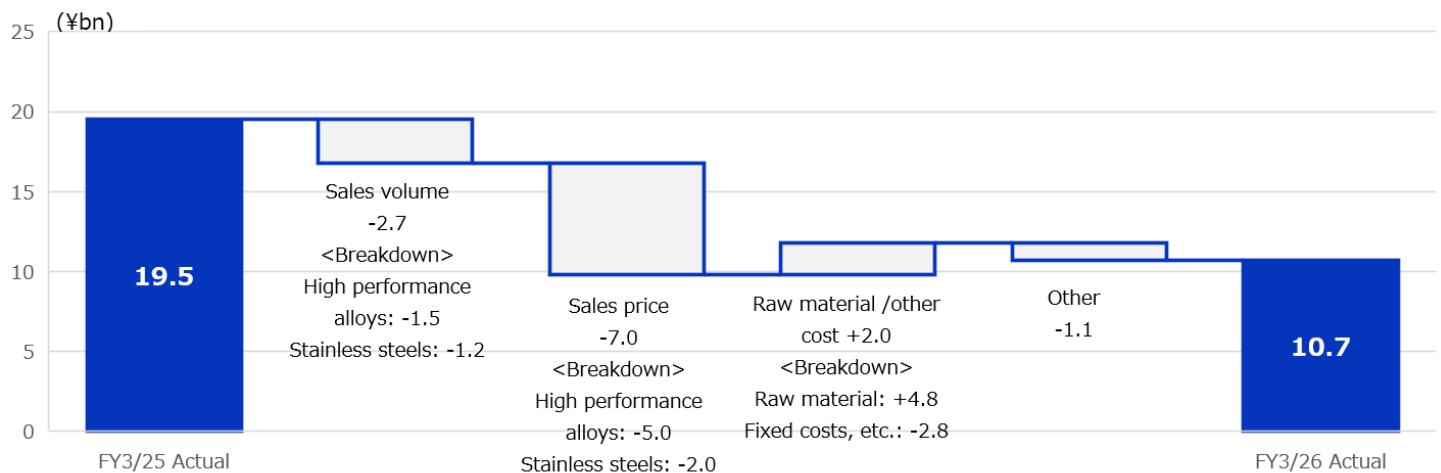 (¥bn)
25
20
15
10
5
0
19.5
Sales volume
-2.7
<Breakdown>
High performance
alloys: -1.5
Stainless steels: -1.2
Sales price
-7.0
<Breakdown>
High performance
alloys: -5.0
Stainless steels: -2.0
Raw material /other
cost +2.0
<Breakdown>
Raw material: +4.8
Fixed costs, etc.: -2.8
Other
-1.1
10.7
FY3/25 Actual
FY3/26 Actual